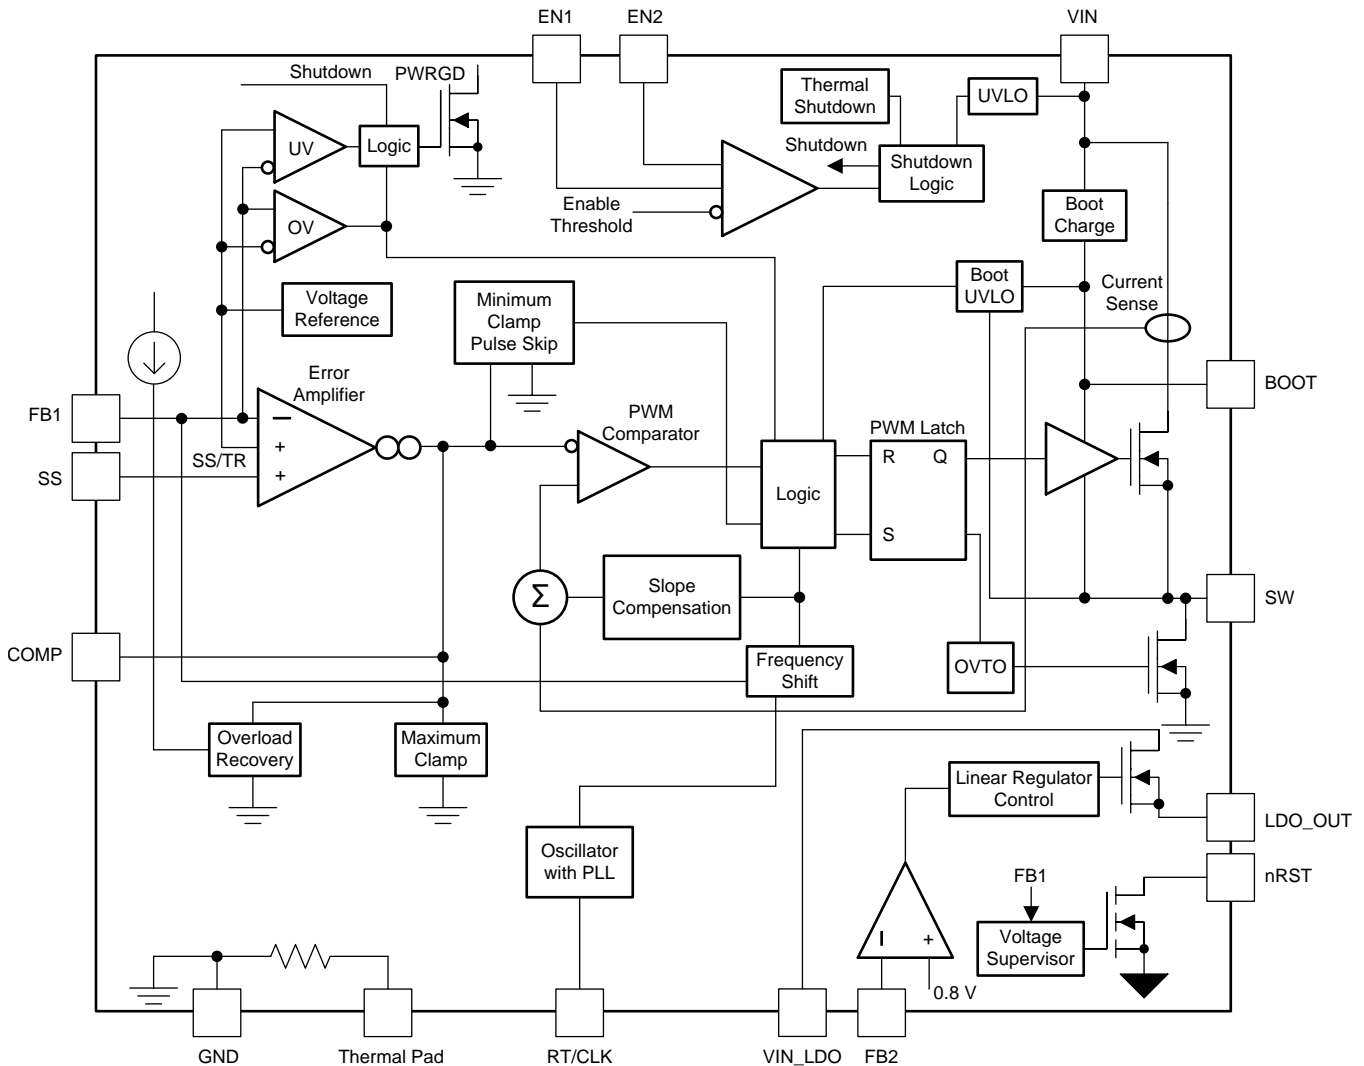 EN1
EN2
VIN
Shutdown
PWRGD
Thermal
Shutdown
UVLO
UV
Logic
Shutdown
Shutdown
Logic
Enable
Threshold
Boot
Charge
OV
Voltage
Reference
Minimum
Clamp
Pulse Skip
Boot
UVLO
Current
Sense
Error
Amplifier
BOOT
FB1
PWM
Comparator
PWM Latch
SS/TR
−
+
+
SS
R
Q
Logic
S
Σ
Slope
Compensation
SW
COMP
Frequency
Shift
OVTO
Overload
Recovery
Maximum
Clamp
Linear Regulator
Control
LDO_OUT
Oscillator
with PLL
FB1
nRST
Voltage
Supervisor
−
+
0.8 V
GND
Thermal Pad
RT/CLK
VIN_LDO
FB2